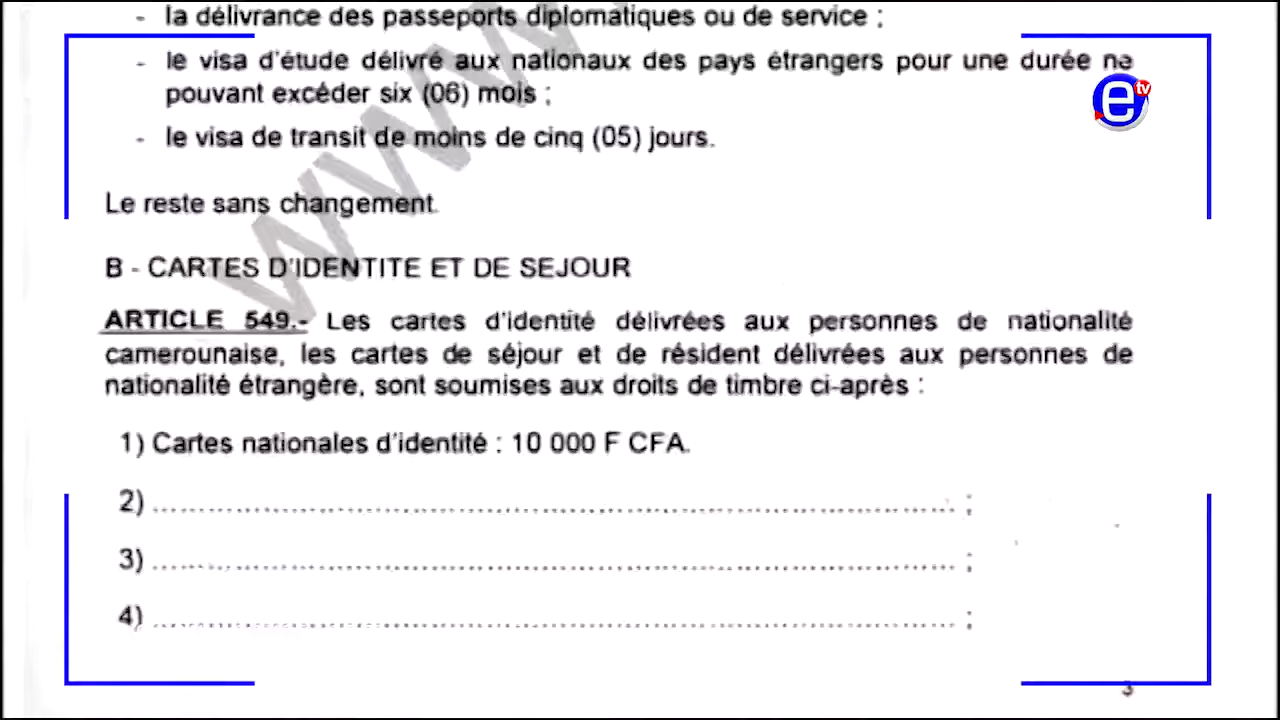 - la délivrance des passeports diplomatiques ou de service ;
- le visa d'étude délivré aux nationaux des pays étrangers pour une durée ne
pouvant excéder six (06) mois ;
- le visa de transit de moins de cinq (05) jours.
e tv
Le reste sans changement.
B - CARTES D'IDENTITE ET DE SEJOUR
ARTICLE 549.- Les cartes d'identité délivrées aux personnes de nationalité
camerounaise, les cartes de séjour et de résident délivrées aux personnes de
nationalité étrangère, sont soumises aux droits de timbre ci-après :
1) Cartes nationales d'identité : 10 000 F CFA.
2) ........................................................................ ;
3) ........................................................................ ;
4) ........................................................................ ;
3
www.